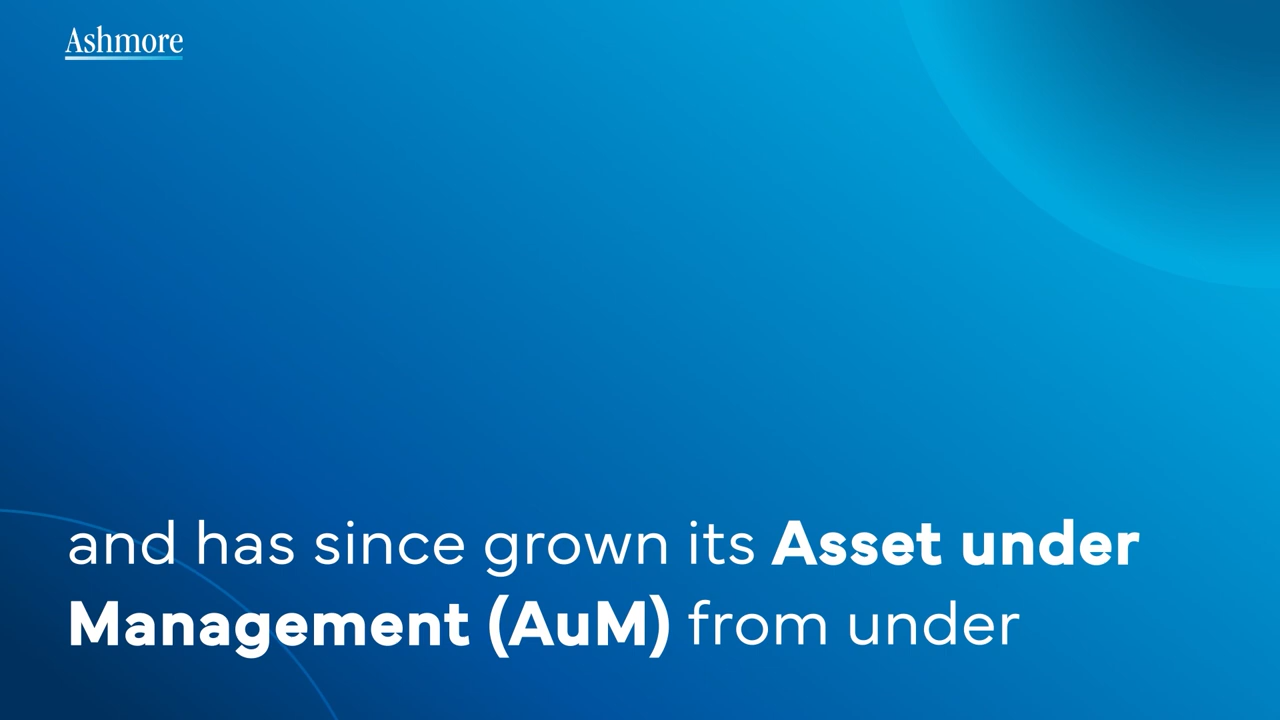 Ashmore
and has since grown its Asset under
Management (AuM) from under